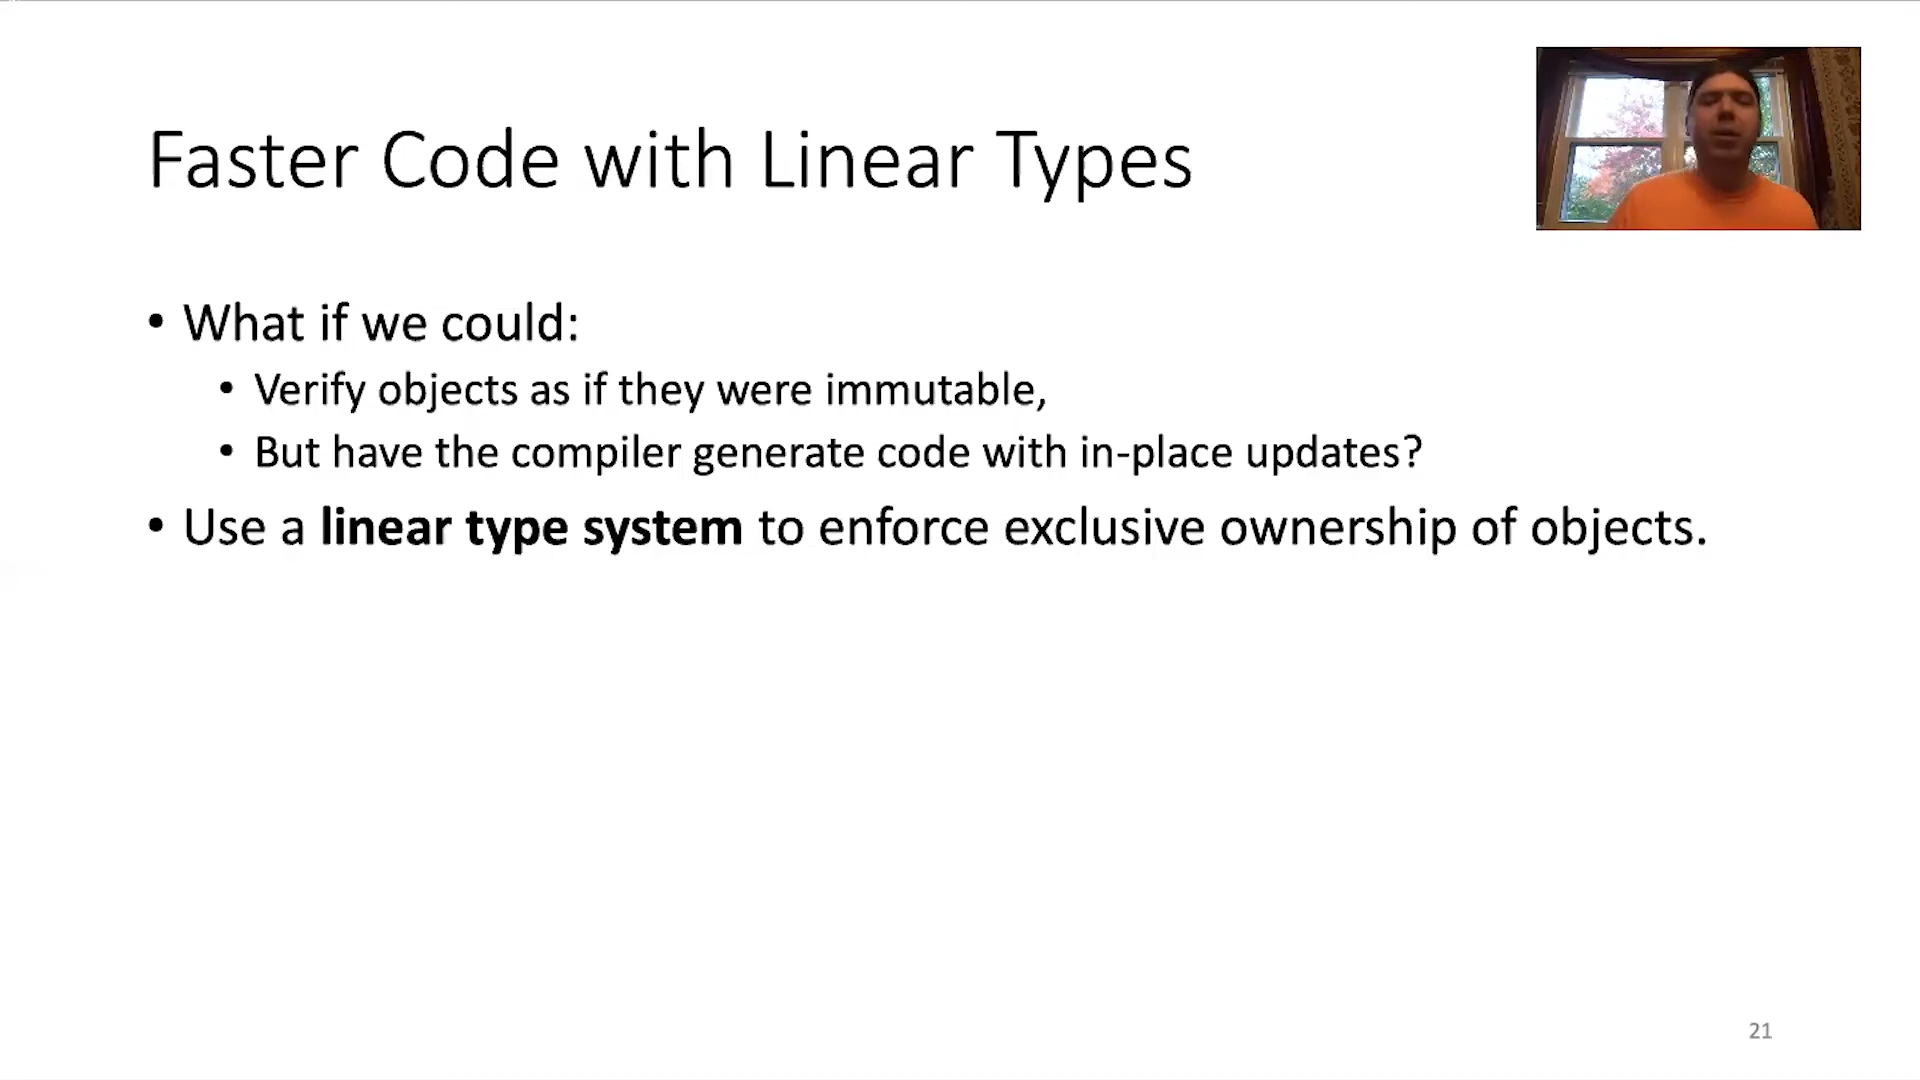 Faster Code with Linear Types
• What if we could:
• Verify objects as if they were immutable,
• But have the compiler generate code with in-place updates?
• Use a linear type system to enforce exclusive ownership of objects.
21